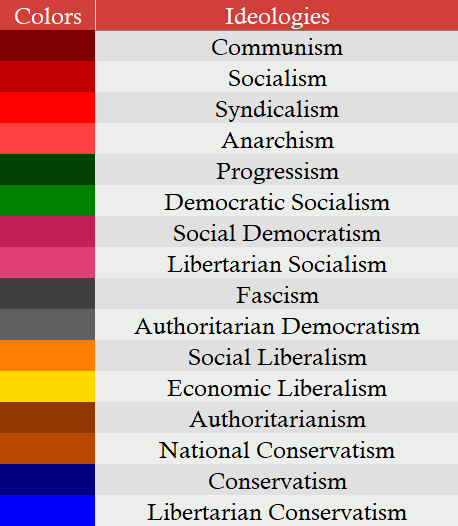 Colors Ideologies
Communism
Socialism
Syndicalism
Anarchism
Progressism
Democratic Socialism
Social Democratism
Libertarian Socialism
Fascism
Authoritarian Democratism
Social Liberalism
Economic Liberalism
Authoritarianism
National Conservatism
Conservatism
Libertarian Conservatism